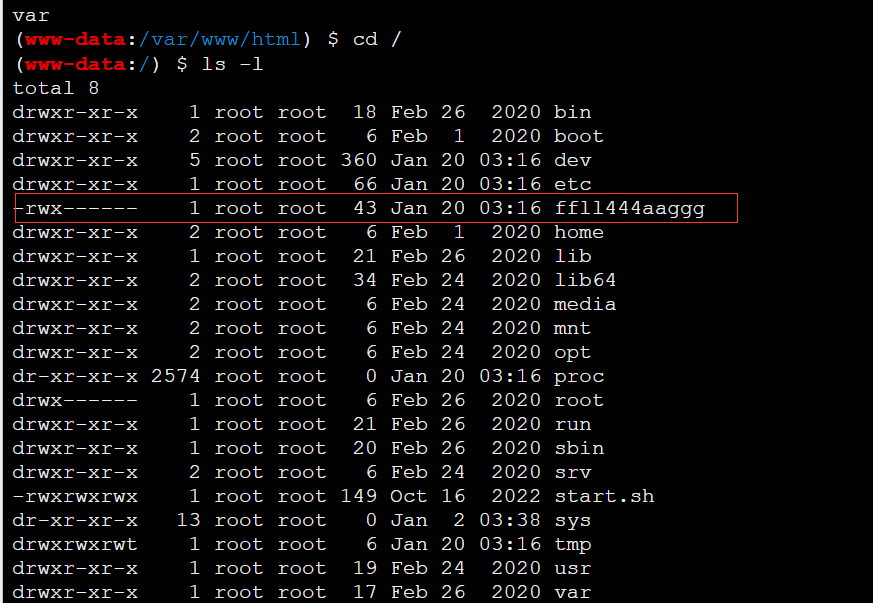 var
(www-data:/var/www/html) $ cd /
(www-data:/) $ ls -l
total 8
drwxr-xr-x    1 root root   18 Feb 26  2020 bin
drwxr-xr-x    2 root root    6 Feb  1  2020 boot
drwxr-xr-x    5 root root  360 Jan 20 03:16 dev
drwxr-xr-x    1 root root   66 Jan 20 03:16 etc
-rwx------    1 root root   43 Jan 20 03:16 ffll444aaggg
drwxr-xr-x    2 root root    6 Feb  1  2020 home
drwxr-xr-x    1 root root   21 Feb 26  2020 lib
drwxr-xr-x    2 root root   34 Feb 24  2020 lib64
drwxr-xr-x    2 root root    6 Feb 24  2020 media
drwxr-xr-x    2 root root    6 Feb 24  2020 mnt
drwxr-xr-x    2 root root    6 Feb 24  2020 opt
dr-xr-xr-x 2574 root root    0 Jan 20 03:16 proc
drwx------    1 root root    6 Feb 26  2020 root
drwxr-xr-x    1 root root   21 Feb 26  2020 run
drwxr-xr-x    1 root root   20 Feb 26  2020 sbin
drwxr-xr-x    2 root root    6 Feb 24  2020 srv
-rwxrwxrwx    1 root root  149 Oct 16  2022 start.sh
dr-xr-xr-x   13 root root    0 Jan  2 03:38 sys
drwxrwxrwt    1 root root    6 Jan 20 03:16 tmp
drwxr-xr-x    1 root root   19 Feb 24  2020 usr
drwxr-xr-x    1 root root   17 Feb 26  2020 var